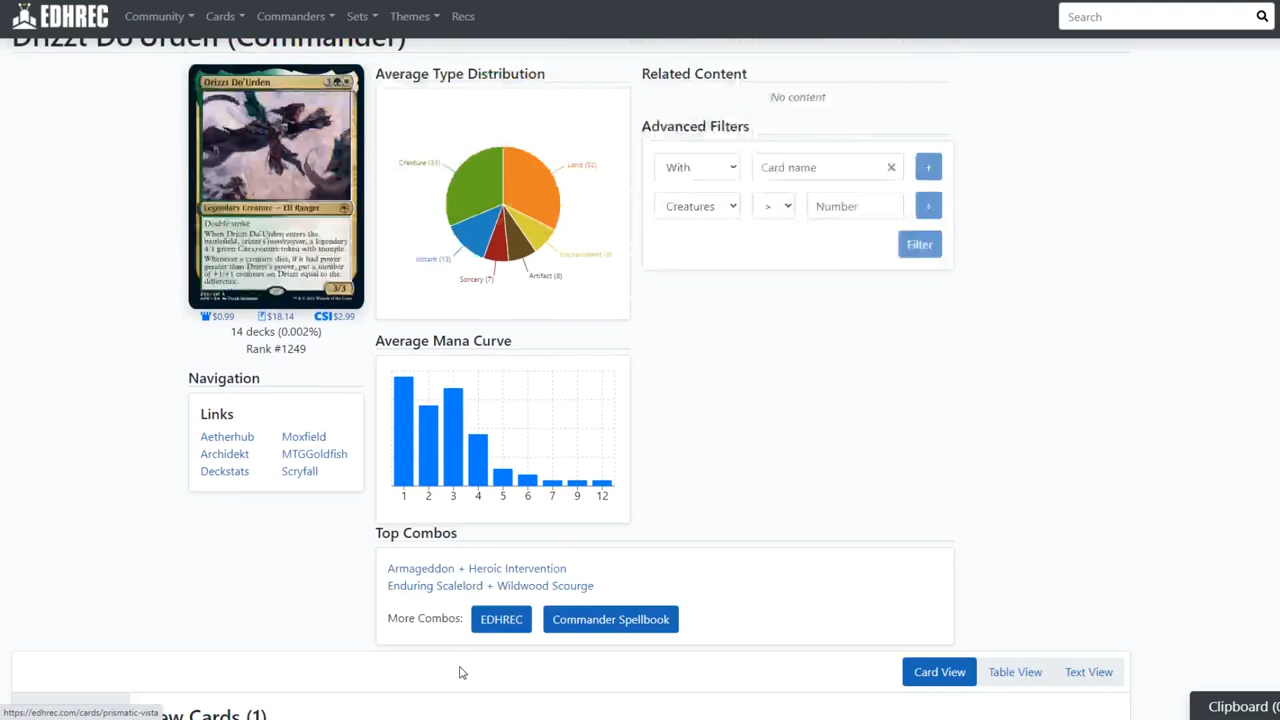 EDHREC Community Cards Commanders Sets Themes Recs Search
Drizzt Do'Urden (Commander)
Drizzt Do'Urden 3
Legendary Creature — Elf Ranger
Double strike
When Drizzt Do'Urden enters the
battlefield, create Guenhwyvar, a legendary
4/1 green Cat creature token with trample.
Whenever a creature dies, if it had power
greater than Drizzt's power, put a number
of +1/+1 counters on Drizzt equal to the
difference.
3/3
$0.99 $18.14 CSI $2.99
14 decks (0.002%)
Rank #1249
Navigation
Links
Aetherhub Moxfield
Archidekt MTGGoldfish
Deckstats Scryfall
Average Type Distribution
Creature (31)
Land (32)
Instant (13)
Sorcery (7)
Artifact (8)
Average Mana Curve
1 2 3 4 5 6 7 9 12
Top Combos
Armageddon + Heroic Intervention
Enduring Scalelord + Wildwood Scourge
More Combos: EDHREC Commander Spellbook
Related Content
No content
Advanced Filters
With Card name +
Creatures > Number +
Filter
Card View Table View Text View
New Cards (1)
https://edhrec.com/cards/prismatic-vista
Clipboard (